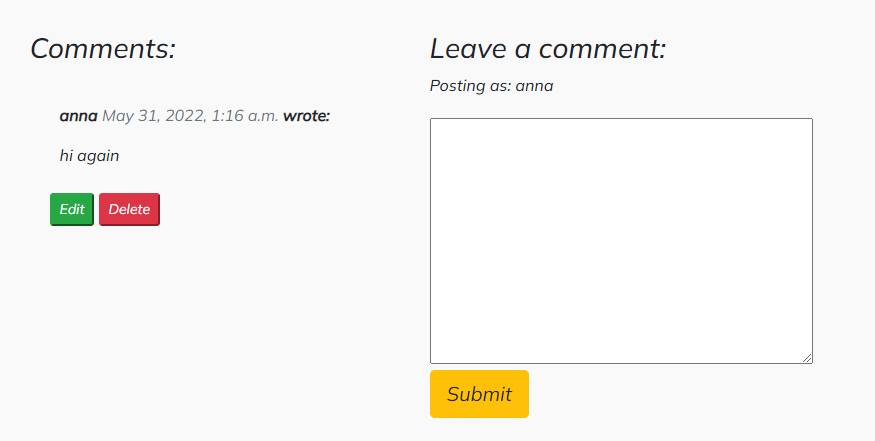 Comments:
anna May 31, 2022, 1:16 a.m. wrote:
hi again
Edit Delete
Leave a comment:
Posting as: anna
Submit